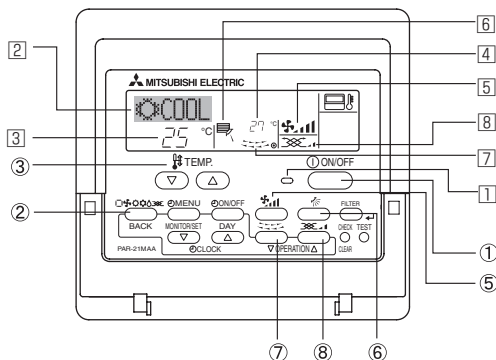 6
2
4
MITSUBISHI ELECTRIC
5
COOL
27 °C
3
25 °C
8
7
③
TEMP.
ON/OFF
1
②
MENU
ON/OFF
FILTER
BACK
MONITOR/SET
DAY
CHECK
TEST
PAR-21MAA
CLOCK
OPERATION
CLEAR
①
⑤
⑦
⑧
⑥